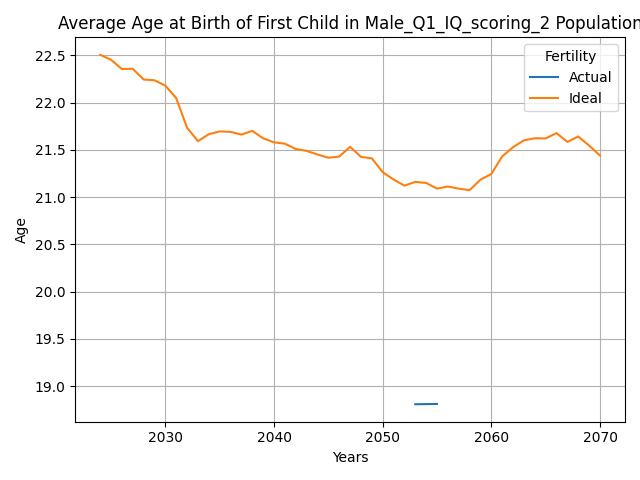 Average Age at Birth of First Child in Male_Q1_IQ_scoring_2 Population
Fertility
Actual
Ideal
22.5
22.0
21.5
21.0
20.5
20.0
19.5
19.0
Age
2030
2040
2050
2060
2070
Years